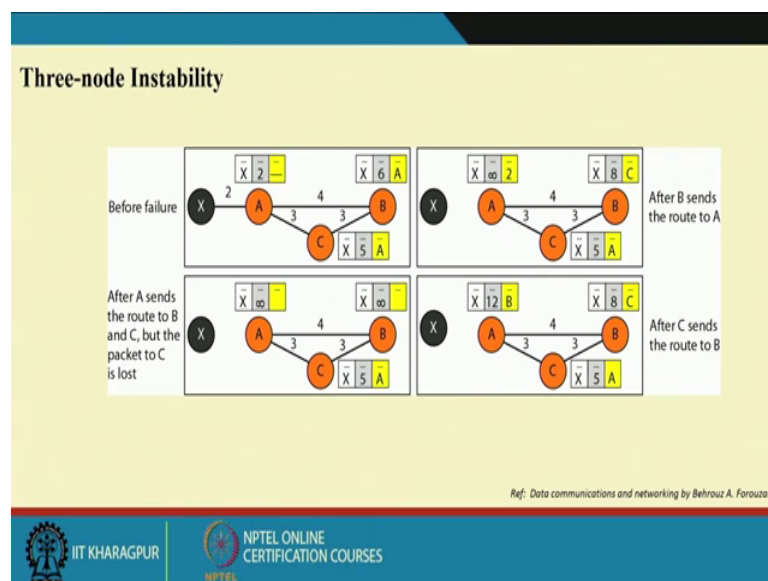 Three-node Instability
Before failure
X 2 —
X 6 A
X 2 A 4 B
3 3
C
X 5 A
X ∞ 2
X 8 C
X A 4 B
3 3
C
X 5 A
After B sends
the route to A
After A sends
the route to B
and C, but the
packet to C
is lost
X ∞
X ∞
X A 4 B
3 3
C
X 5 A
X 12 B
X 8 C
X A 4 B
3 3
C
X 5 A
After C sends
the route to B
Ref: Data communications and networking by Behrouz A. Forouza
IIT KHARAGPUR
NPTEL ONLINE
CERTIFICATION COURSES
NPTEL